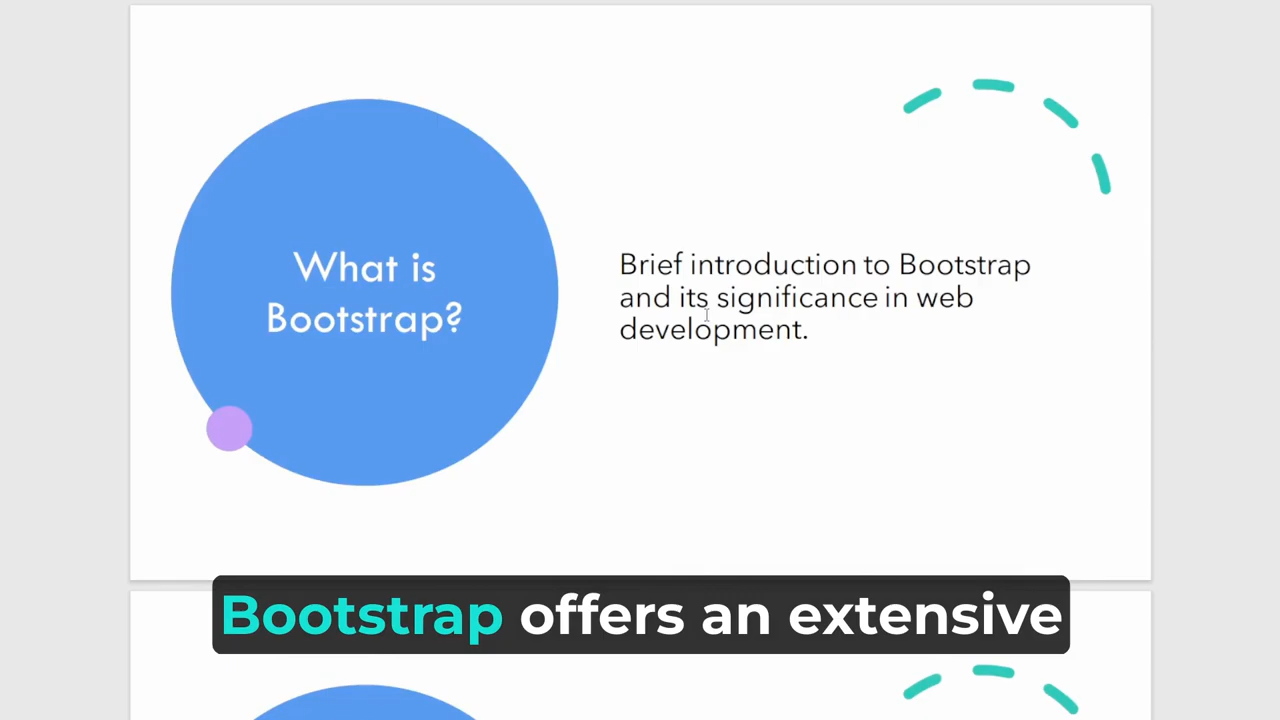 What is
Bootstrap?
Brief introduction to Bootstrap
and its significance in web
development.
Bootstrap offers an extensive